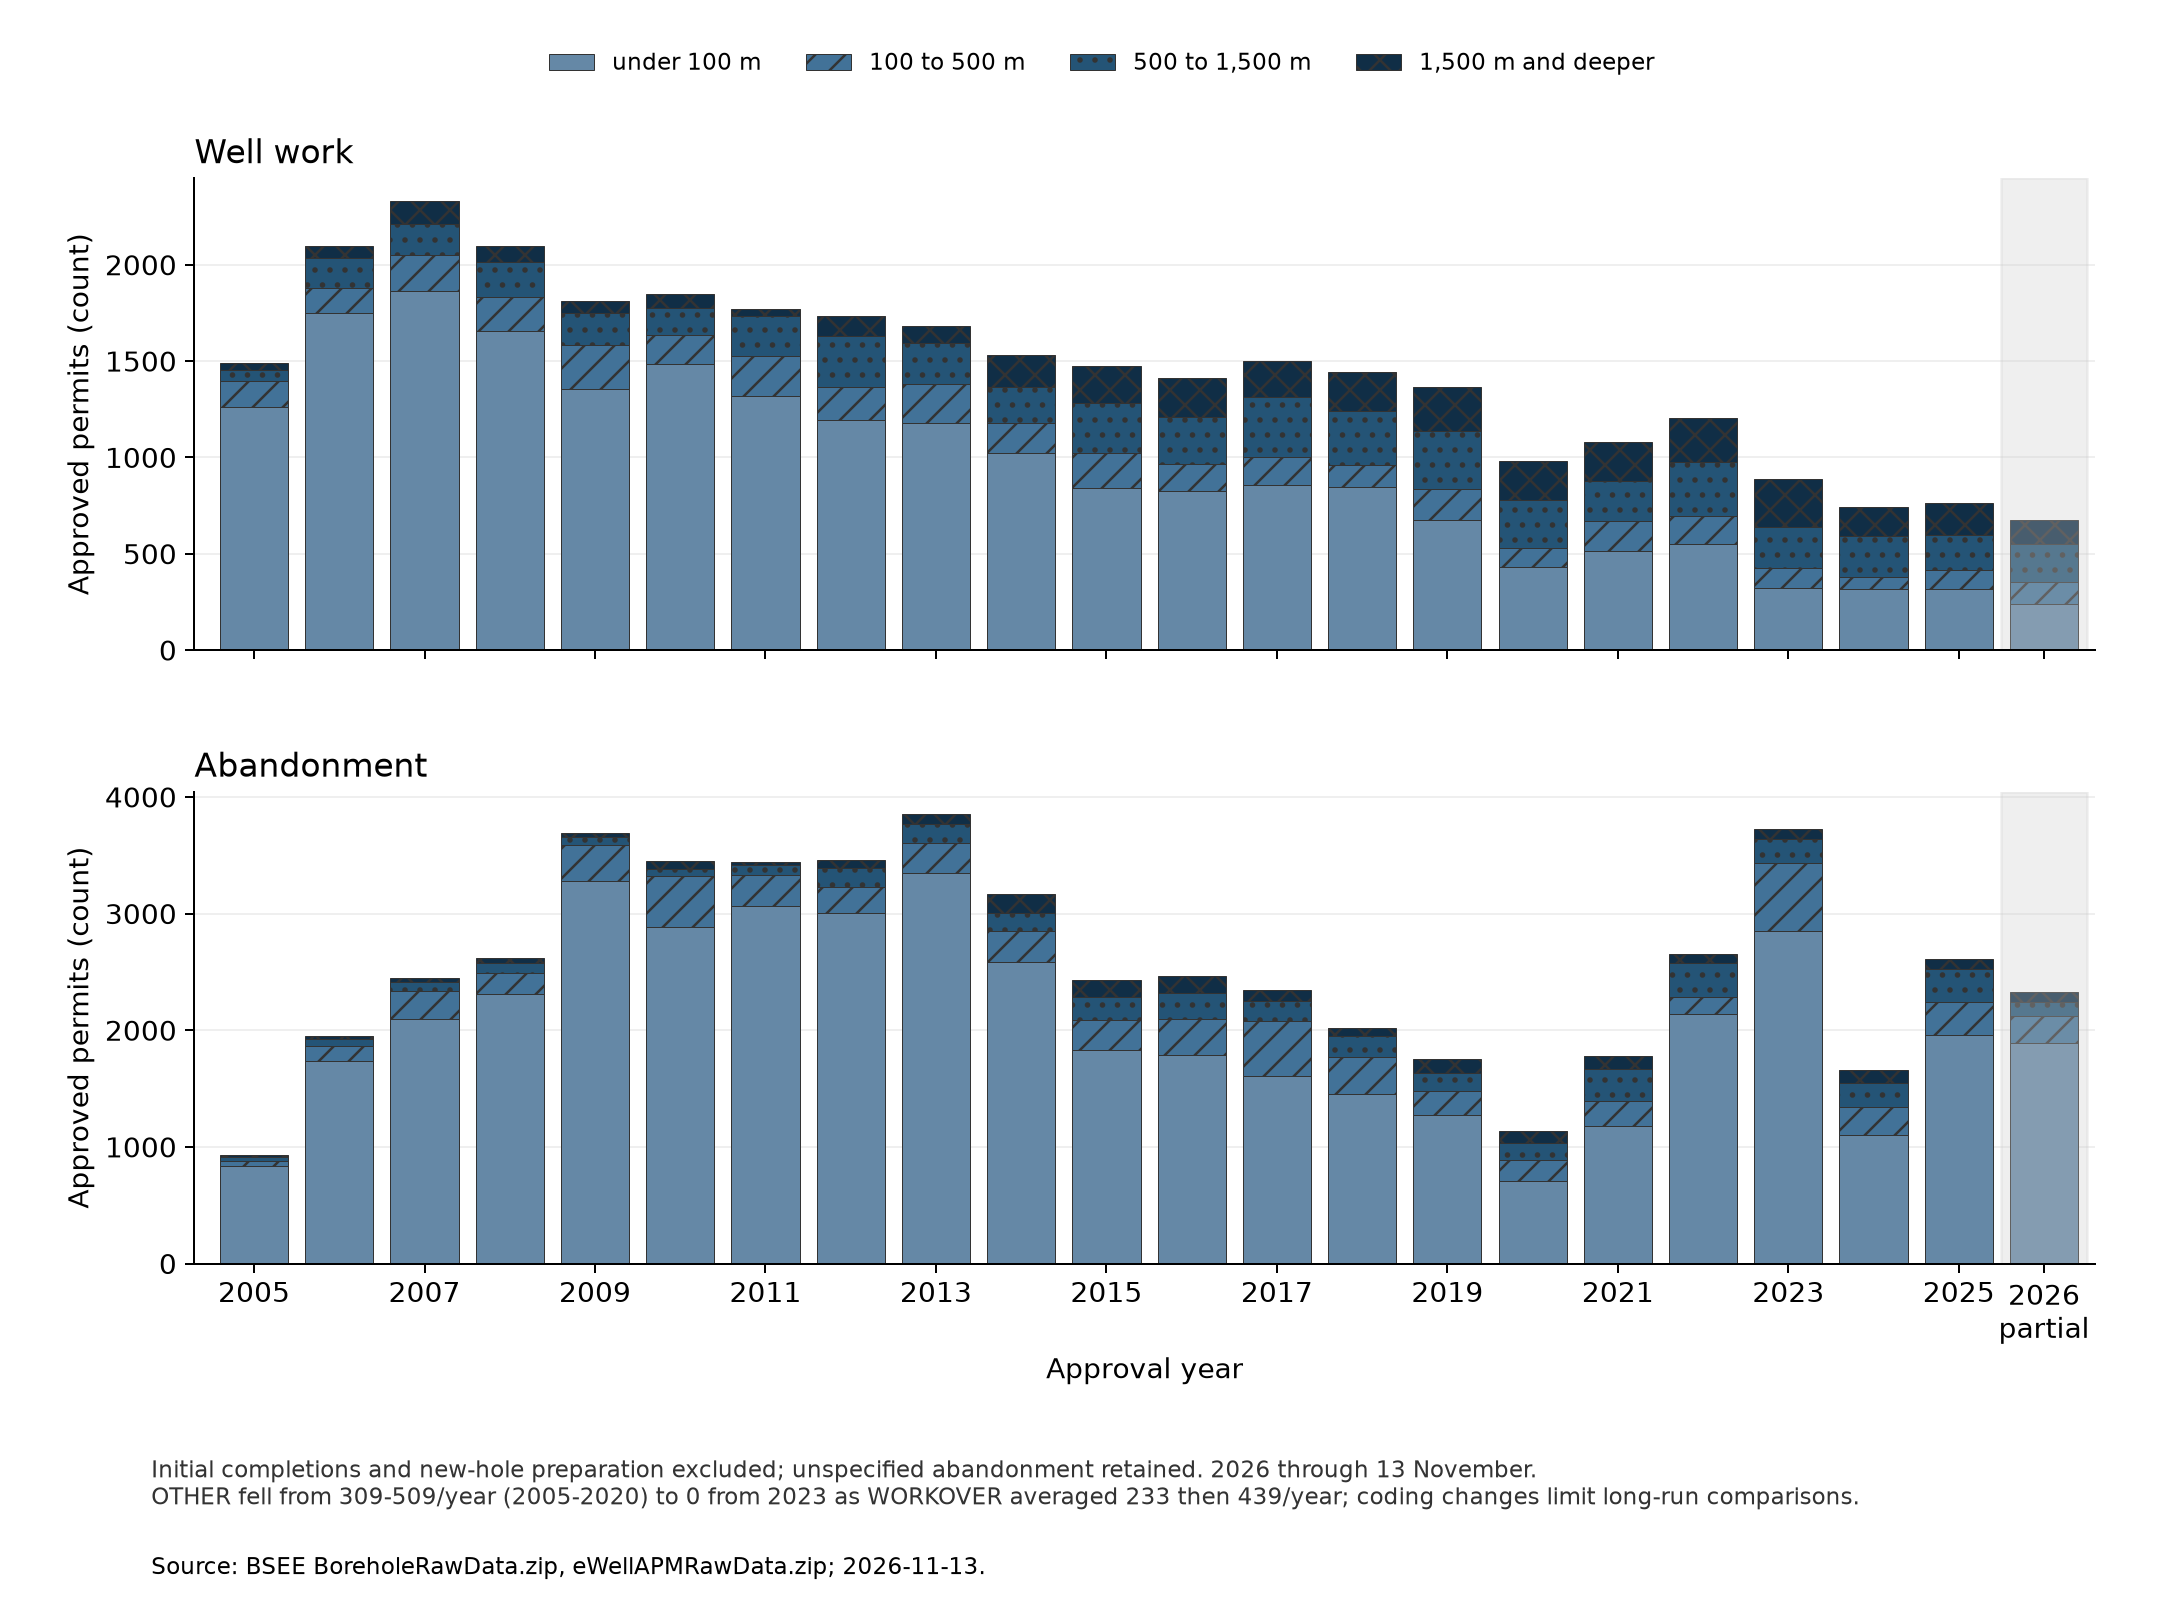 under 100 m
100 to 500 m
500 to 1,500 m
1,500 m and deeper
Well work
Approved permits (count)
2000
1500
1000
500
0
Abandonment
Approved permits (count)
4000
3000
2000
1000
0
2005 2007 2009 2011 2013 2015 2017 2019 2021 2023 2025 2026
partial
Approval year
Initial completions and new-hole preparation excluded; unspecified abandonment retained. 2026 through 13 November.
OTHER fell from 309-509/year (2005-2020) to 0 from 2023 as WORKOVER averaged 233 then 439/year; coding changes limit long-run comparisons.
Source: BSEE BoreholeRawData.zip, eWellAPMRawData.zip; 2026-11-13.